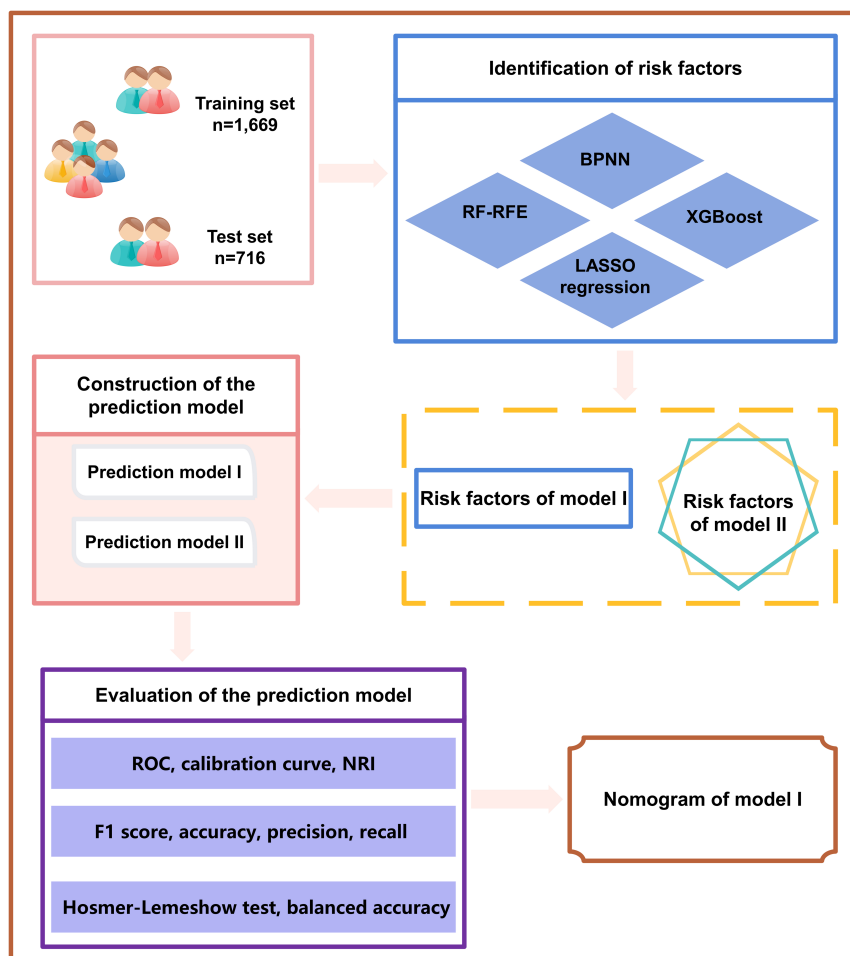 Training set
n=1,669
Test set
n=716
Identification of risk factors
BPNN
RF-RFE
XGBoost
LASSO
regression
Risk factors of model I
Risk factors
of model II
Construction of the
prediction model
Prediction model I
Prediction model II
Evaluation of the prediction model
ROC, calibration curve, NRI
F1 score, accuracy, precision, recall
Hosmer-Lemeshow test, balanced accuracy
Nomogram of model I